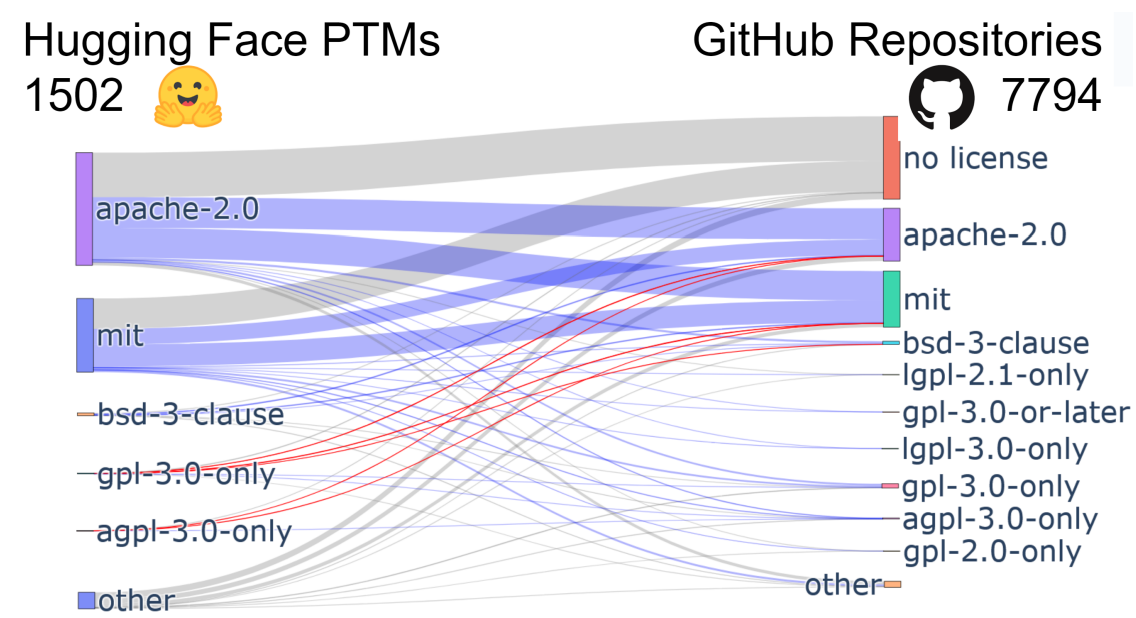 Hugging Face PTMs
1502
GitHub Repositories
7794
apache-2.0
mit
bsd-3-clause
gpl-3.0-only
agpl-3.0-only
other
no license
apache-2.0
mit
bsd-3-clause
lgpl-2.1-only
gpl-3.0-or-later
lgpl-3.0-only
gpl-3.0-only
agpl-3.0-only
gpl-2.0-only
other